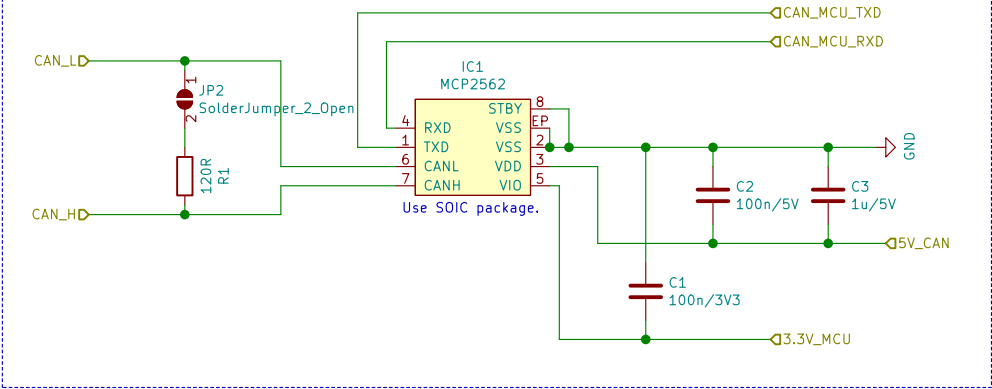 CAN_MCU_TXD
CAN_MCU_RXD
CAN_L
1
JP2
SolderJumper_2_Open
2
120R
R1
CAN_H
IC1
MCP2562
4 RXD
1 TXD
6 CANL
7 CANH
STBY 8
VSS EP
VSS 2
VDD 3
VIO 5
Use SOIC package.
GND
C2
100n/5V
C3
1u/5V
5V_CAN
C1
100n/3V3
3.3V_MCU